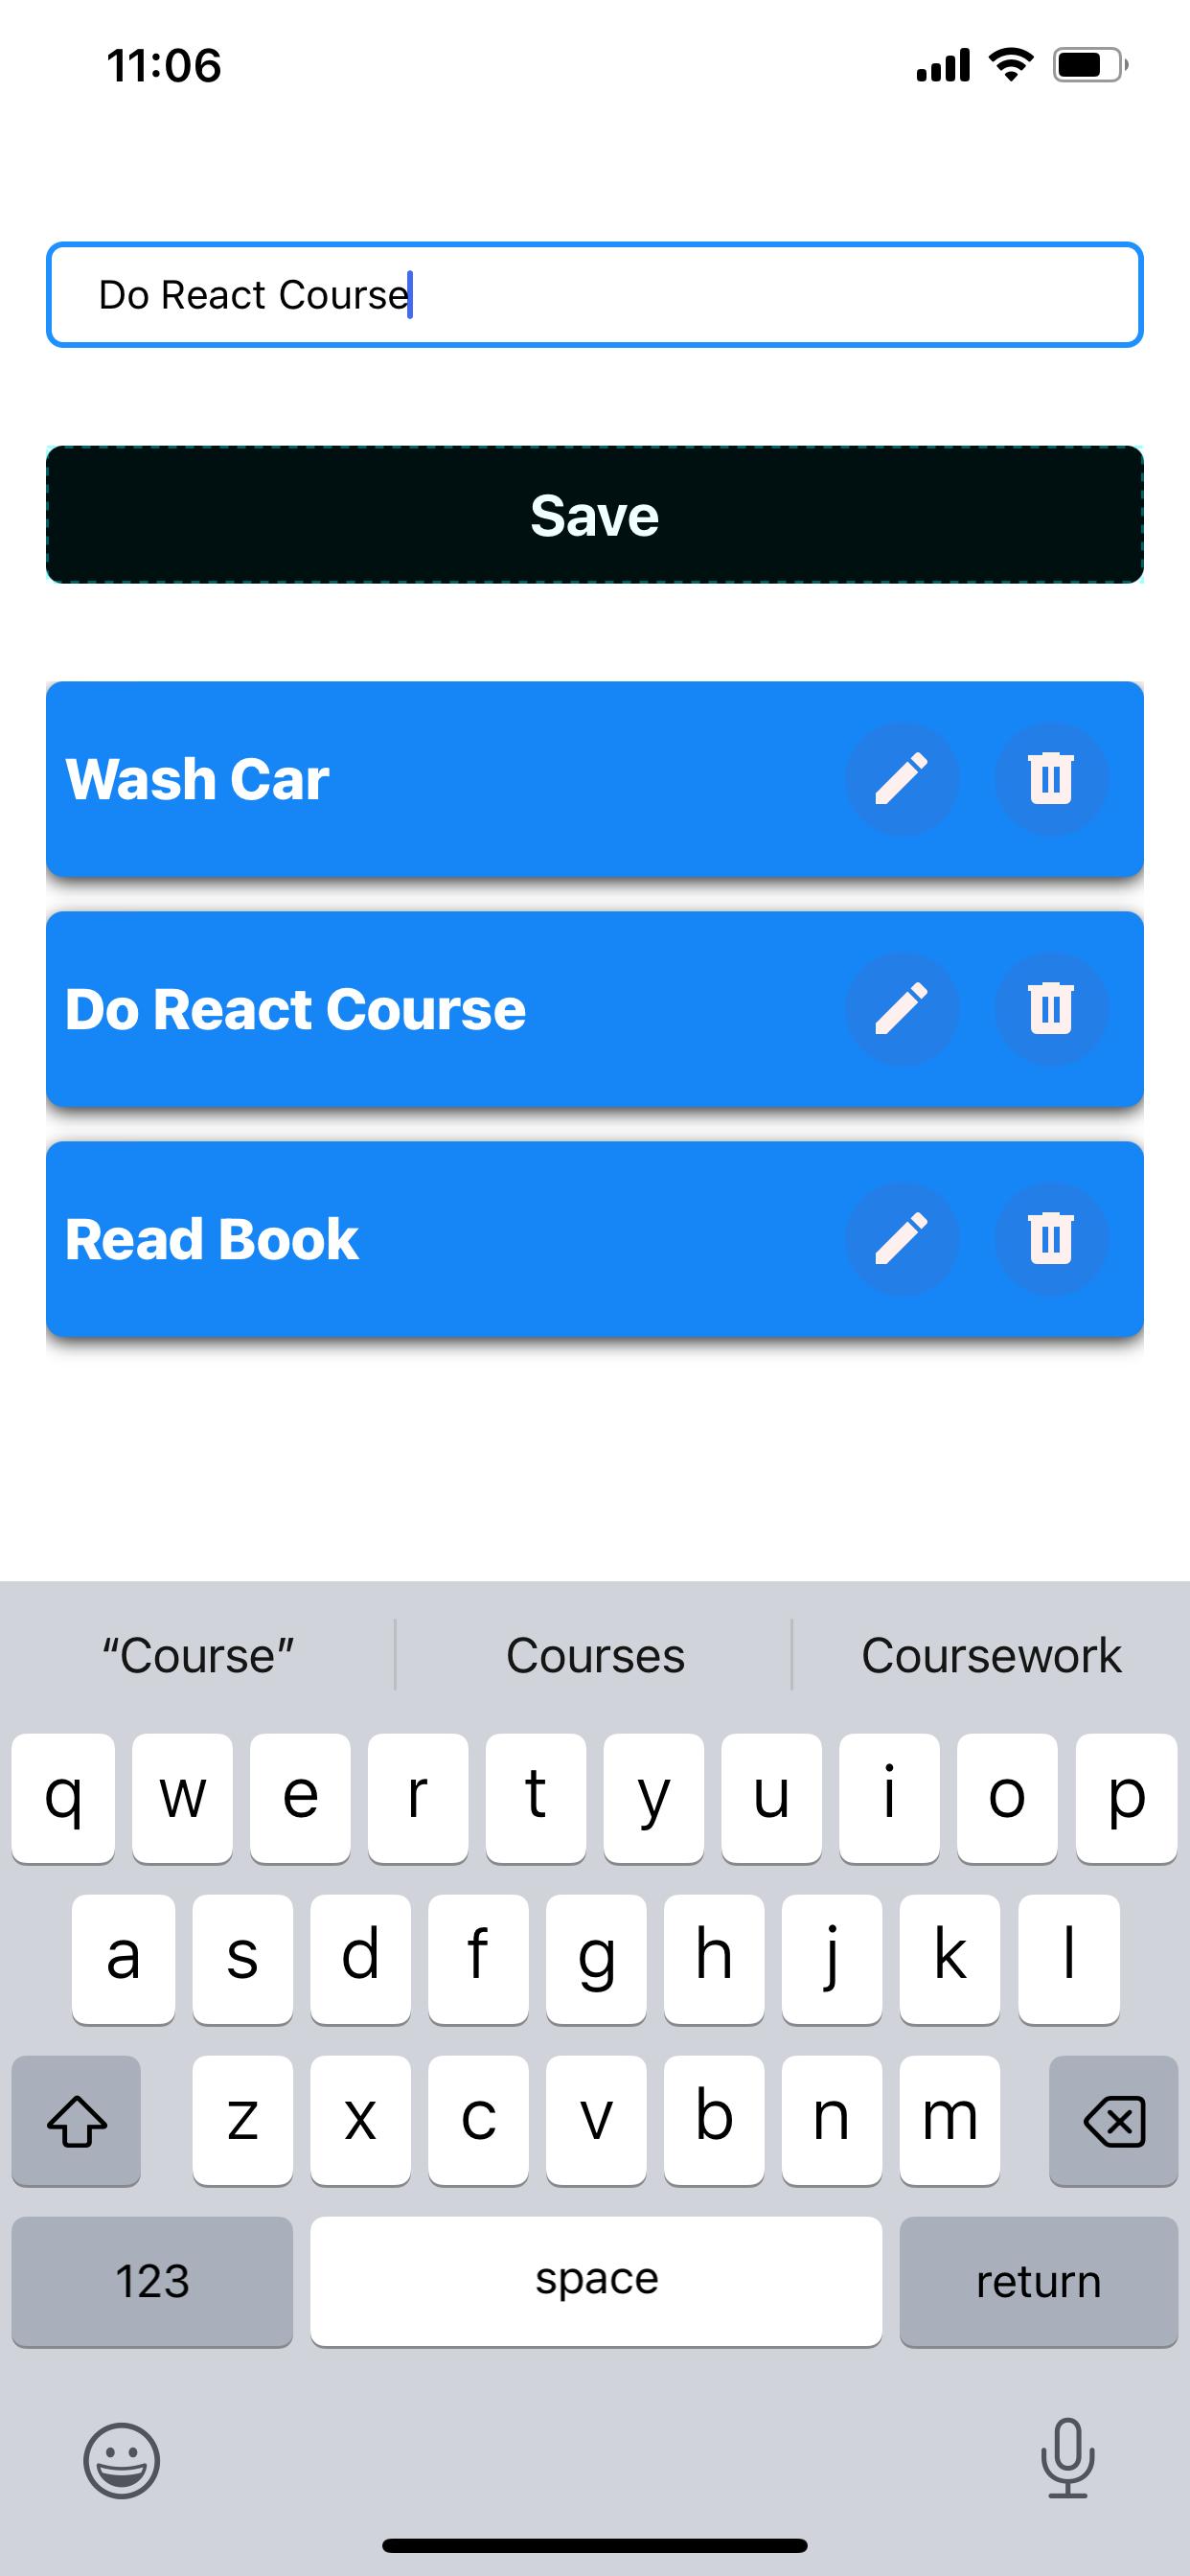 11:06
Do React Course
Save
Wash Car
Do React Course
Read Book
“Course” Courses Coursework
q w e r t y u i o p
a s d f g h j k l
z x c v b n m
123 space return